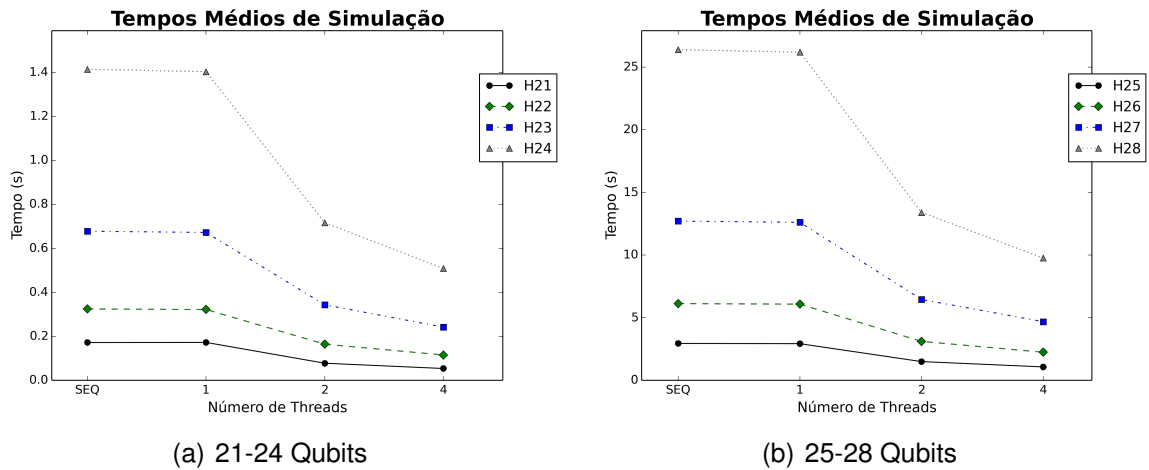 Tempos Médios de Simulação
1.4
1.2
1.0
0.8
0.6
0.4
0.2
0.0
Tempo (s)
SEQ 1 2 4
Número de Threads
H21
H22
H23
H24
(a) 21-24 Qubits
Tempos Médios de Simulação
25
20
15
10
5
0
Tempo (s)
SEQ 1 2 4
Número de Threads
H25
H26
H27
H28
(b) 25-28 Qubits